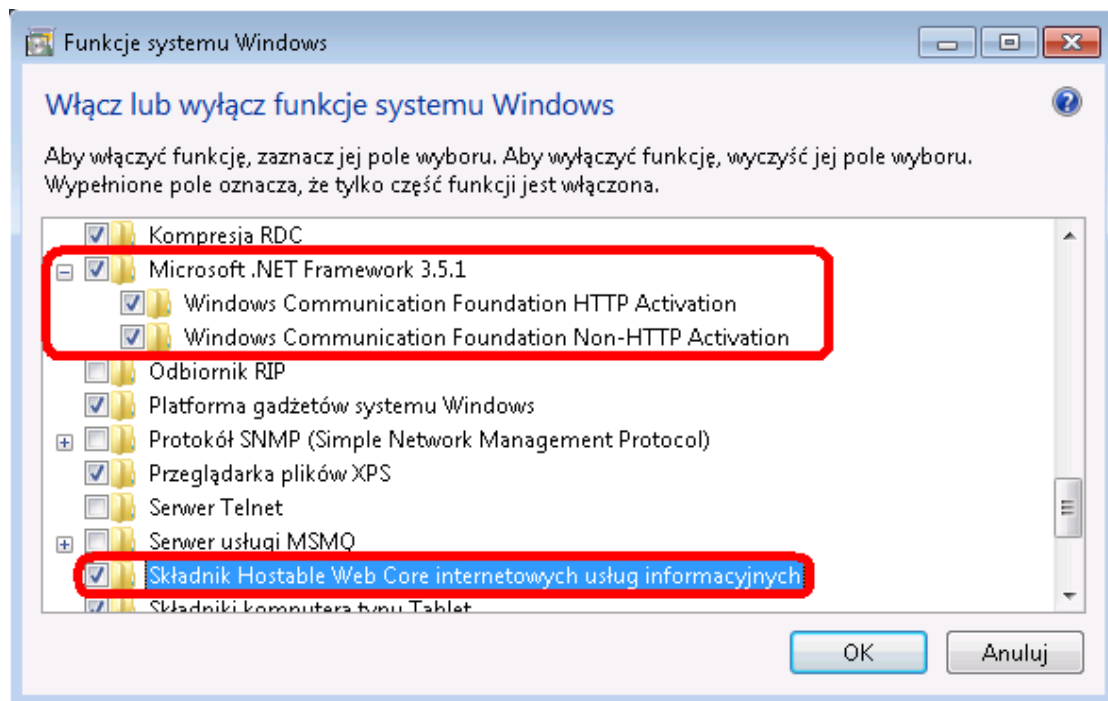 Funkcje systemu Windows
Włącz lub wyłącz funkcje systemu Windows
Aby włączyć funkcję, zaznacz jej pole wyboru. Aby wyłączyć funkcję, wyczyść jej pole wyboru.
Wypełnione pole oznacza, że tylko część funkcji jest włączona.
Kompresja RDC
Microsoft .NET Framework 3.5.1
Windows Communication Foundation HTTP Activation
Windows Communication Foundation Non-HTTP Activation
Odbiornik RIP
Platforma gadżetów systemu Windows
Protokół SNMP (Simple Network Management Protocol)
Przeglądarka plików XPS
Serwer Telnet
Serwer usługi MSMQ
Składnik Hostable Web Core internetowych usług informacyjnych
Składniki komputera typu Tablet
OK Anuluj